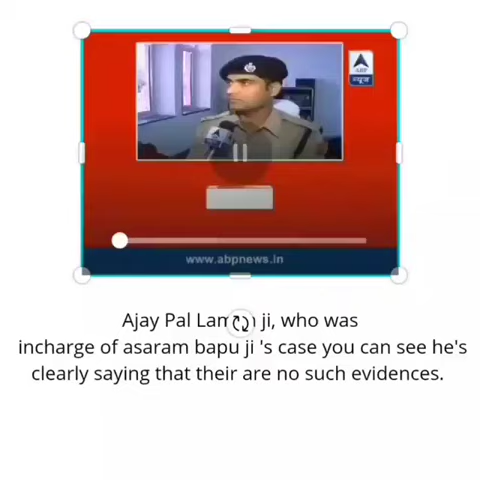 ABP
न्यूज़
www.abpnews.in
Ajay Pal Lamba ji, who was
incharge of asaram bapu ji 's case you can see he's
clearly saying that their are no such evidences.